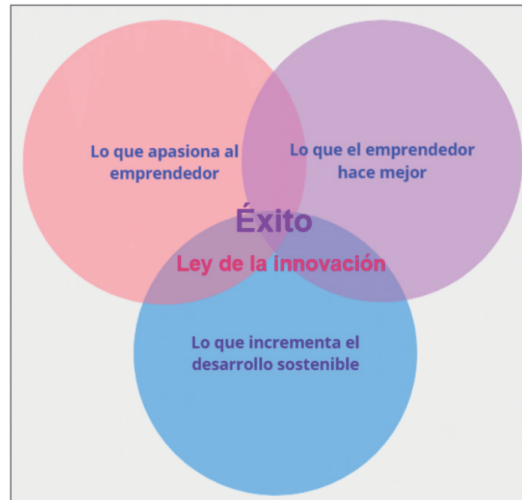 Lo que apasiona al
emprendedor
Lo que el emprendedor
hace mejor
Éxito
Ley de la innovación
Lo que incrementa el
desarrollo sostenible